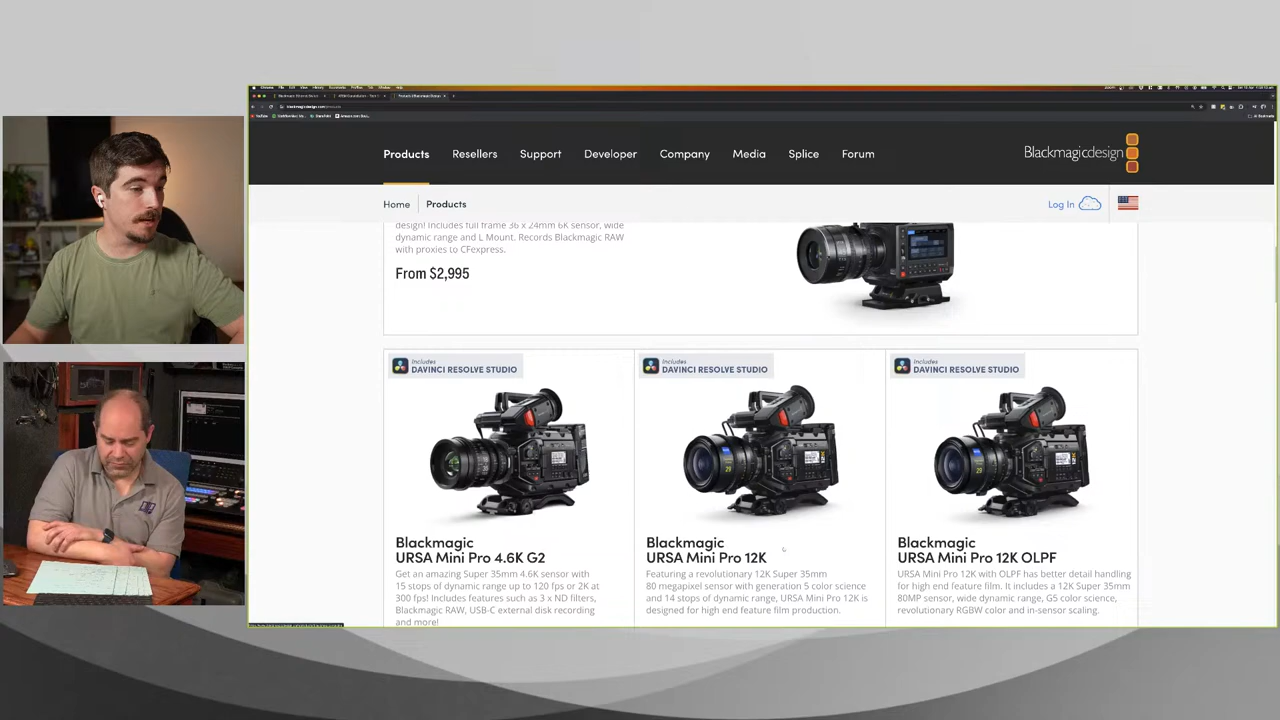 blackmagicdesign.com/products
Products
Resellers
Support
Developer
Company
Media
Splice
Forum
Blackmagicdesign
Home
Products
Log In
design! Includes full frame 36 x 24mm 6K sensor, wide
dynamic range and L Mount. Records Blackmagic RAW
with proxies to CFexpress.
From $2,995
Includes
DAVINCI RESOLVE STUDIO
Includes
DAVINCI RESOLVE STUDIO
Includes
DAVINCI RESOLVE STUDIO
Blackmagic
URSA Mini Pro 4.6K G2
Get an amazing Super 35mm 4.6K sensor with
15 stops of dynamic range up to 120 fps or 2K at
300 fps! Includes features such as 3 x ND filters,
Blackmagic RAW, USB-C external disk recording
and more!
Blackmagic
URSA Mini Pro 12K
Featuring a revolutionary 12K Super 35mm
80 megapixel sensor with generation 5 color science
and 14 stops of dynamic range, URSA Mini Pro 12K is
designed for high end feature film production.
Blackmagic
URSA Mini Pro 12K OLPF
URSA Mini Pro 12K with OLPF has better detail handling
for high end feature film. It includes a 12K Super 35mm
80MP sensor, wide dynamic range, G5 color science,
revolutionary RGBW color and in-sensor scaling.